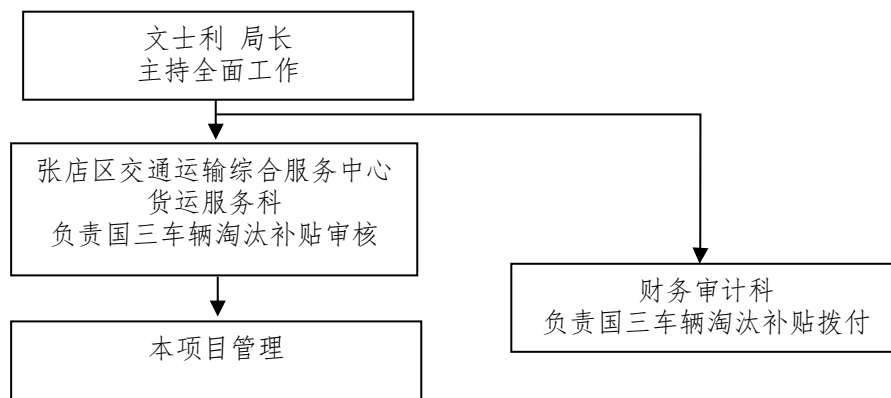 文士利 局长
主持全面工作
张店区交通运输综合服务中心
货运服务科
负责国三车辆淘汰补贴审核
财务审计科
负责国三车辆淘汰补贴拨付
本项目管理